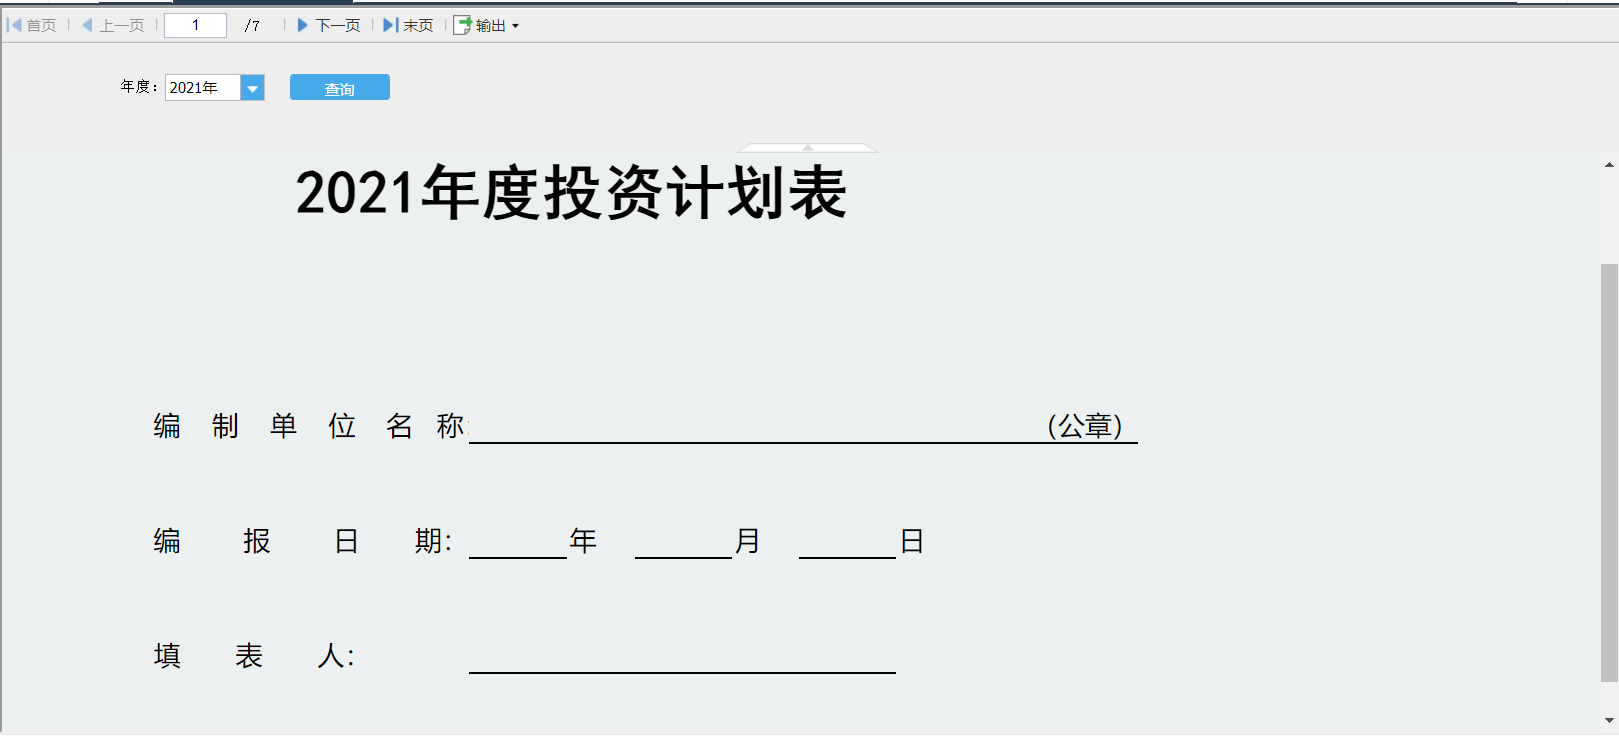 首页 上一页 1 /7 下一页 末页 输出
年度： 2021年 查询
2021年度投资计划表
编制单位名称： （公章）
编报日期： 年 月 日
填表人：